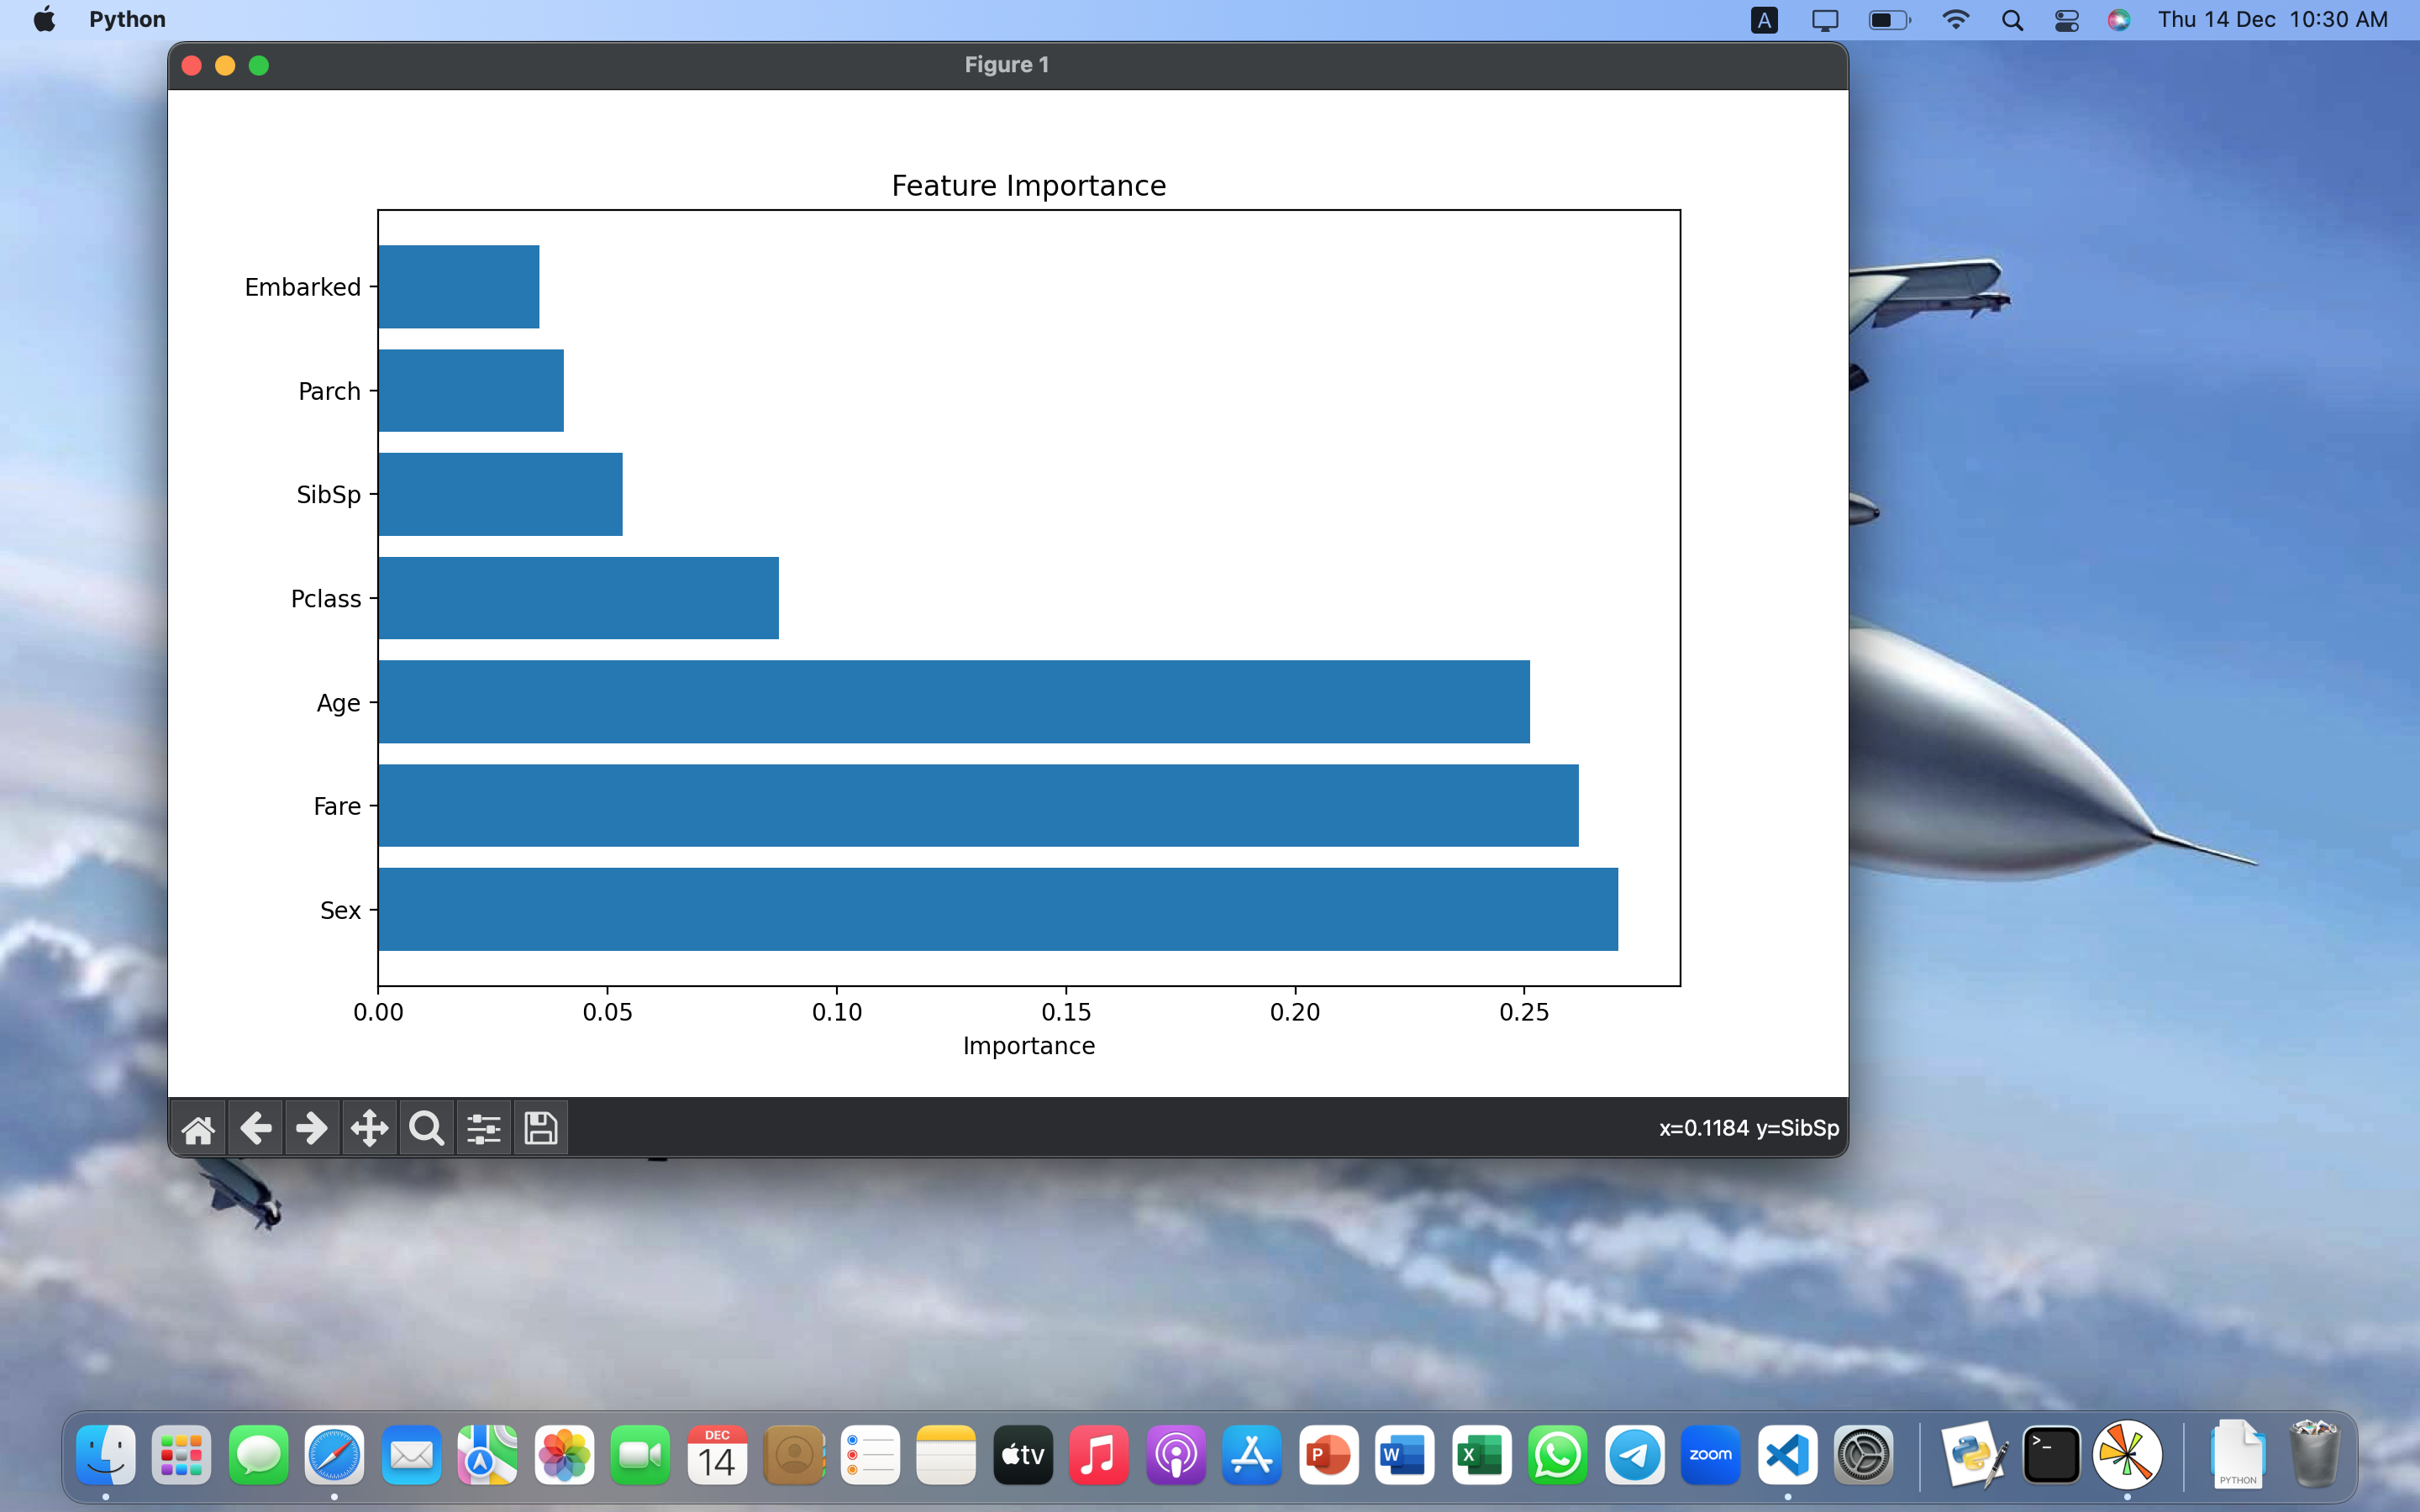 Python
A
Thu 14 Dec 10:30 AM
Figure 1
Feature Importance
Embarked
Parch
SibSp
Pclass
Age
Fare
Sex
0.00 0.05 0.10 0.15 0.20 0.25
Importance
x=0.1184 y=SibSp
DEC
14
tv
P
W
X
zoom
>_
PYTHON